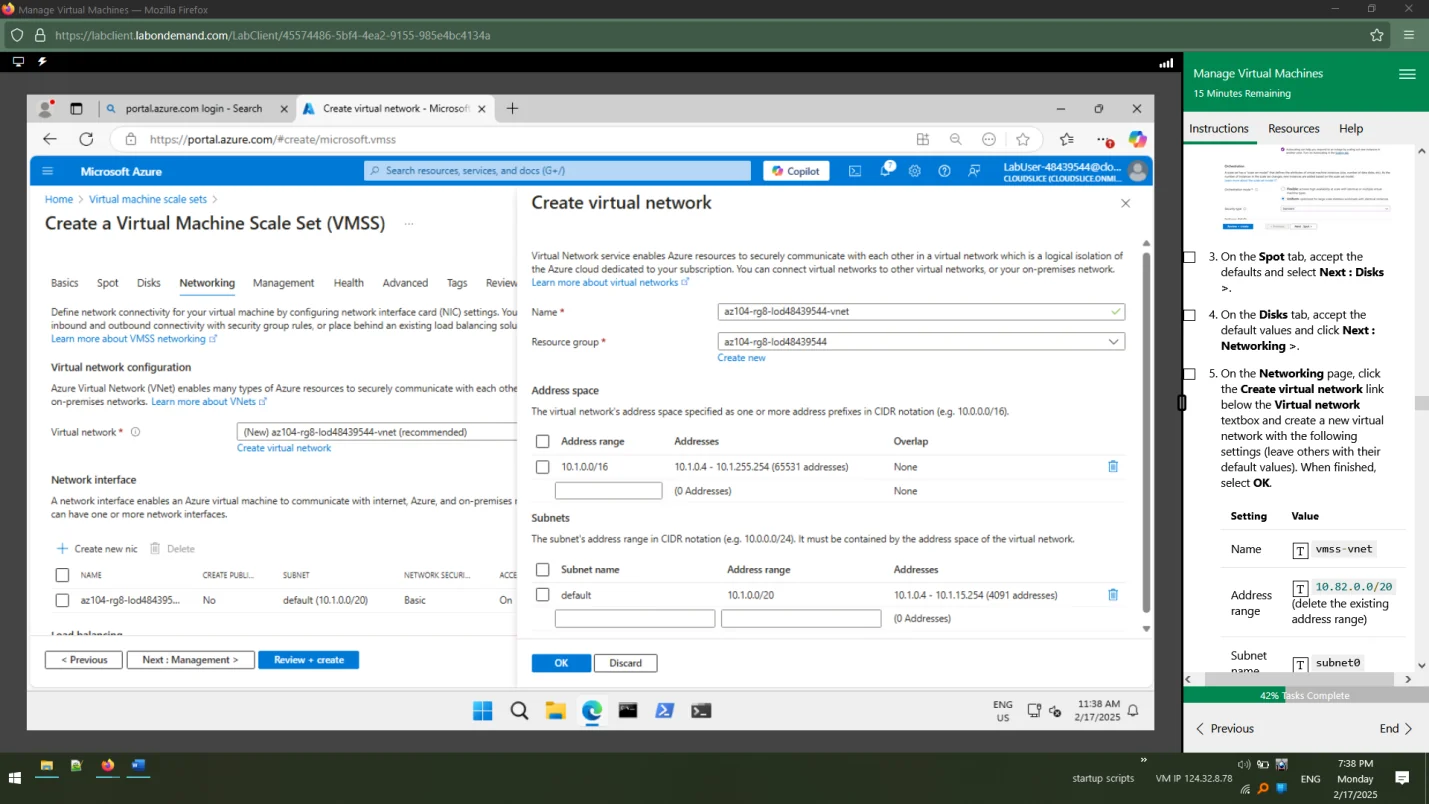 Manage Virtual Machines — Mozilla Firefox
https://labclient.labondemand.com/LabClient/45574486-5bf4-4ea2-9155-985e4bc4134a
portal.azure.com login - Search
Create virtual network - Microsoft
https://portal.azure.com/#create/microsoft.vmss
Microsoft Azure
Search resources, services, and docs (G+/)
Copilot
7
LabUser-48439544@clo...
CLOUDSLICE (CLOUDSLICE.ONMI...
Home > Virtual machine scale sets >
Create a Virtual Machine Scale Set (VMSS) ...
Basics Spot Disks Networking Management Health Advanced Tags Review
Define network connectivity for your virtual machine by configuring network interface card (NIC) settings. You
inbound and outbound connectivity with security group rules, or place behind an existing load balancing solu
Learn more about VMSS networking
Virtual network configuration
Azure Virtual Network (VNet) enables many types of Azure resources to securely communicate with each othe
on-premises networks. Learn more about VNets
Virtual network *
(New) az104-rg8-lod48439544-vnet (recommended)
Create virtual network
Network interface
A network interface enables an Azure virtual machine to communicate with internet, Azure, and on-premises r
can have one or more network interfaces.
Create new nic Delete
NAME CREATE PUBLI... SUBNET NETWORK SECURI... ACCE
az104-rg8-lod484395... No default (10.1.0.0/20) Basic On
Load balancing
< Previous
Next : Management >
Review + create
Create virtual network
Virtual Network service enables Azure resources to securely communicate with each other in a virtual network which is a logical isolation of
the Azure cloud dedicated to your subscription. You can connect virtual networks to other virtual networks, or your on-premises network.
Learn more about virtual networks
Name *
az104-rg8-lod48439544-vnet
Resource group *
az104-rg8-lod48439544
Create new
Address space
The virtual network's address space specified as one or more address prefixes in CIDR notation (e.g. 10.0.0.0/16).
Address range Addresses Overlap
10.1.0.0/16 10.1.0.4 - 10.1.255.254 (65531 addresses) None
(0 Addresses) None
Subnets
The subnet's address range in CIDR notation (e.g. 10.0.0.0/24). It must be contained by the address space of the virtual network.
Subnet name Address range Addresses
default 10.1.0.0/20 10.1.0.4 - 10.1.15.254 (4091 addresses)
(0 Addresses)
OK
Discard
ENG
US
11:38 AM
2/17/2025
Manage Virtual Machines
15 Minutes Remaining
Instructions Resources Help
3. On the Spot tab, accept the
defaults and select Next : Disks
>.
4. On the Disks tab, accept the
default values and click Next :
Networking >.
5. On the Networking page, click
the Create virtual network link
below the Virtual network
textbox and create a new virtual
network with the following
settings (leave others with their
default values). When finished,
select OK.
Setting Value
Name T vmss-vnet
Address
range
T 10.82.0.0/20
(delete the existing
address range)
Subnet
name
T subnet0
42% Tasks Complete
< Previous
End >
startup scripts
VM IP 124.32.8.78
ENG
7:38 PM
Monday
2/17/2025